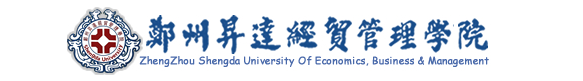 鄭州昇達經貿管理學院
ZhengZhou Shengda University Of Economics, Business & Management